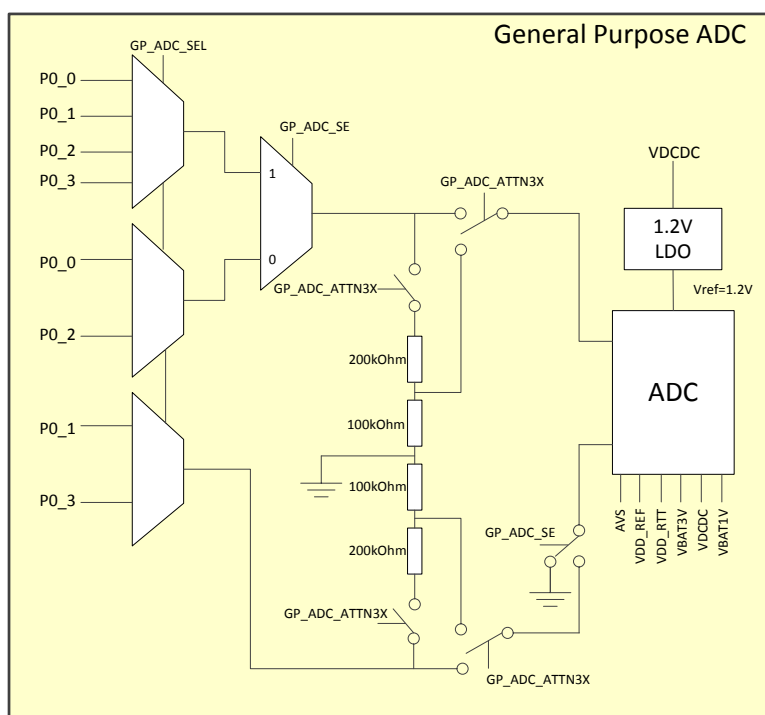 General Purpose ADC
GP_ADC_SEL
P0_0
P0_1
P0_2
P0_3
GP_ADC_SE
1
0
P0_0
P0_2
P0_1
P0_3
GP_ADC_ATTN3X
GP_ADC_ATTN3X
200kOhm
100kOhm
100kOhm
200kOhm
GP_ADC_ATTN3X
GP_ADC_ATTN3X
GP_ADC_SE
VDCDC
1.2V
LDO
Vref=1.2V
ADC
AVS
VDD_REF
VDD_RTT
VBAT3V
VDCDC
VBAT1V